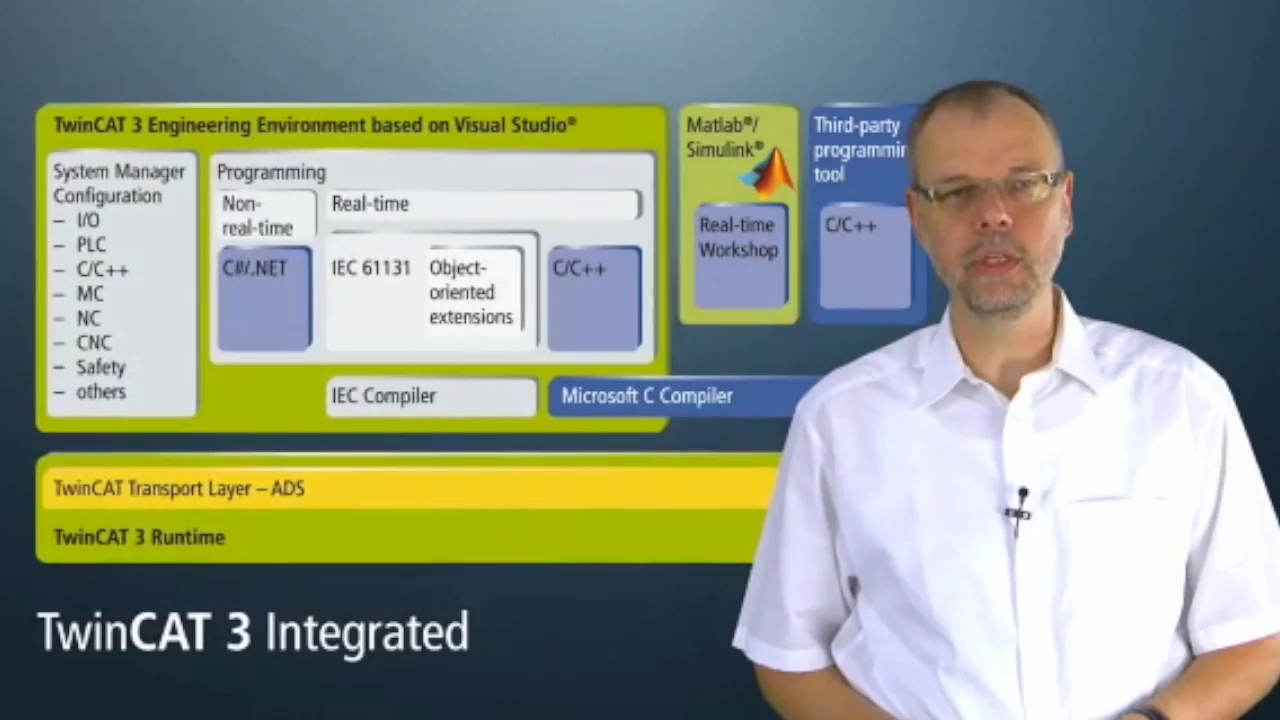 TwinCAT 3 Engineering Environment based on Visual Studio®
System Manager
Configuration
– I/O
– PLC
– C/C++
– MC
– NC
– CNC
– Safety
– others
Programming
Non-
real-time
Real-time
C#/.NET
IEC 61131
Object-
oriented
extensions
C/C++
IEC Compiler
Microsoft C Compiler
Matlab®/
Simulink®
Real-time
Workshop
Third-party
programmin
tool
C/C++
TwinCAT Transport Layer – ADS
TwinCAT 3 Runtime
TwinCAT 3 Integrated